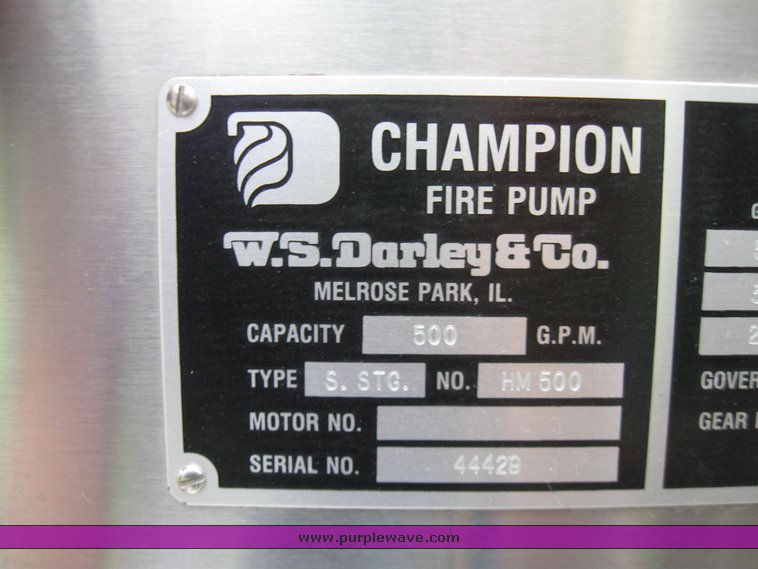 CHAMPION
FIRE PUMP
W.S. Darley & Co.
MELROSE PARK, IL.
CAPACITY 500 G.P.M.
TYPE S. STG. NO. HM 500
MOTOR NO.
SERIAL NO. 44429
GOVER
GEAR
www.purplewave.com